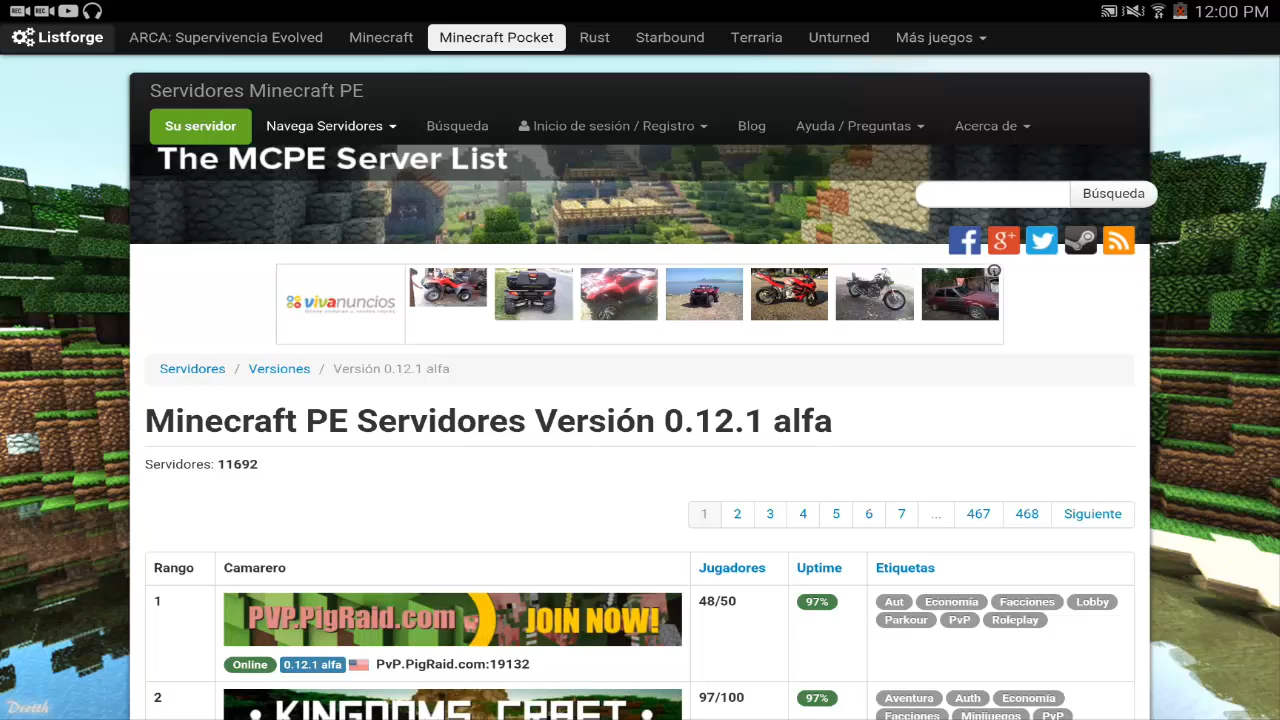 REC. REC. 12:00 PM
Listforge ARCA: Supervivencia Evolved Minecraft Minecraft Pocket Rust Starbound Terraria Unturned Más juegos
Servidores Minecraft PE
Su servidor Navega Servidores Búsqueda Inicio de sesión / Registro Blog Ayuda / Preguntas Acerca de
The MCPE Server List
Búsqueda
vivanuncios
Servidores / Versiones / Versión 0.12.1 alfa
Minecraft PE Servidores Versión 0.12.1 alfa
Servidores: 11692
1 2 3 4 5 6 7 ... 467 468 Siguiente
Rango Camarero Jugadores Uptime Etiquetas
1 PVP.PigRaid.com JOIN NOW! 48/50 97% Aut Economía Facciones Lobby
Parkour PvP Roleplay
Online 0.12.1 alfa PvP.PigRaid.com:19132
2 • KINGDOMS CRAFT • 97/100 97% Aventura Auth Economía
Facciones Minijuegos PvP